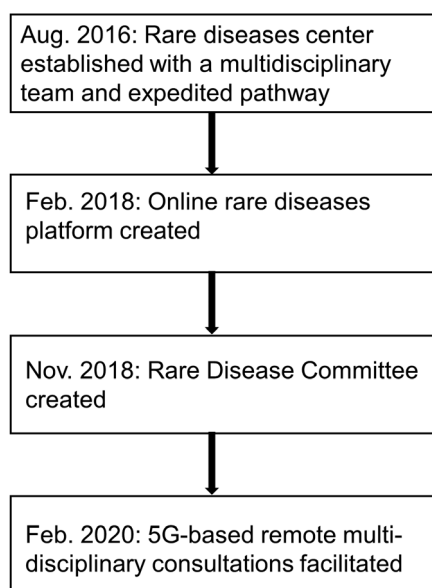 Aug. 2016: Rare diseases center
established with a multidisciplinary
team and expedited pathway
Feb. 2018: Online rare diseases
platform created
Nov. 2018: Rare Disease Committee
created
Feb. 2020: 5G-based remote multi-
disciplinary consultations facilitated